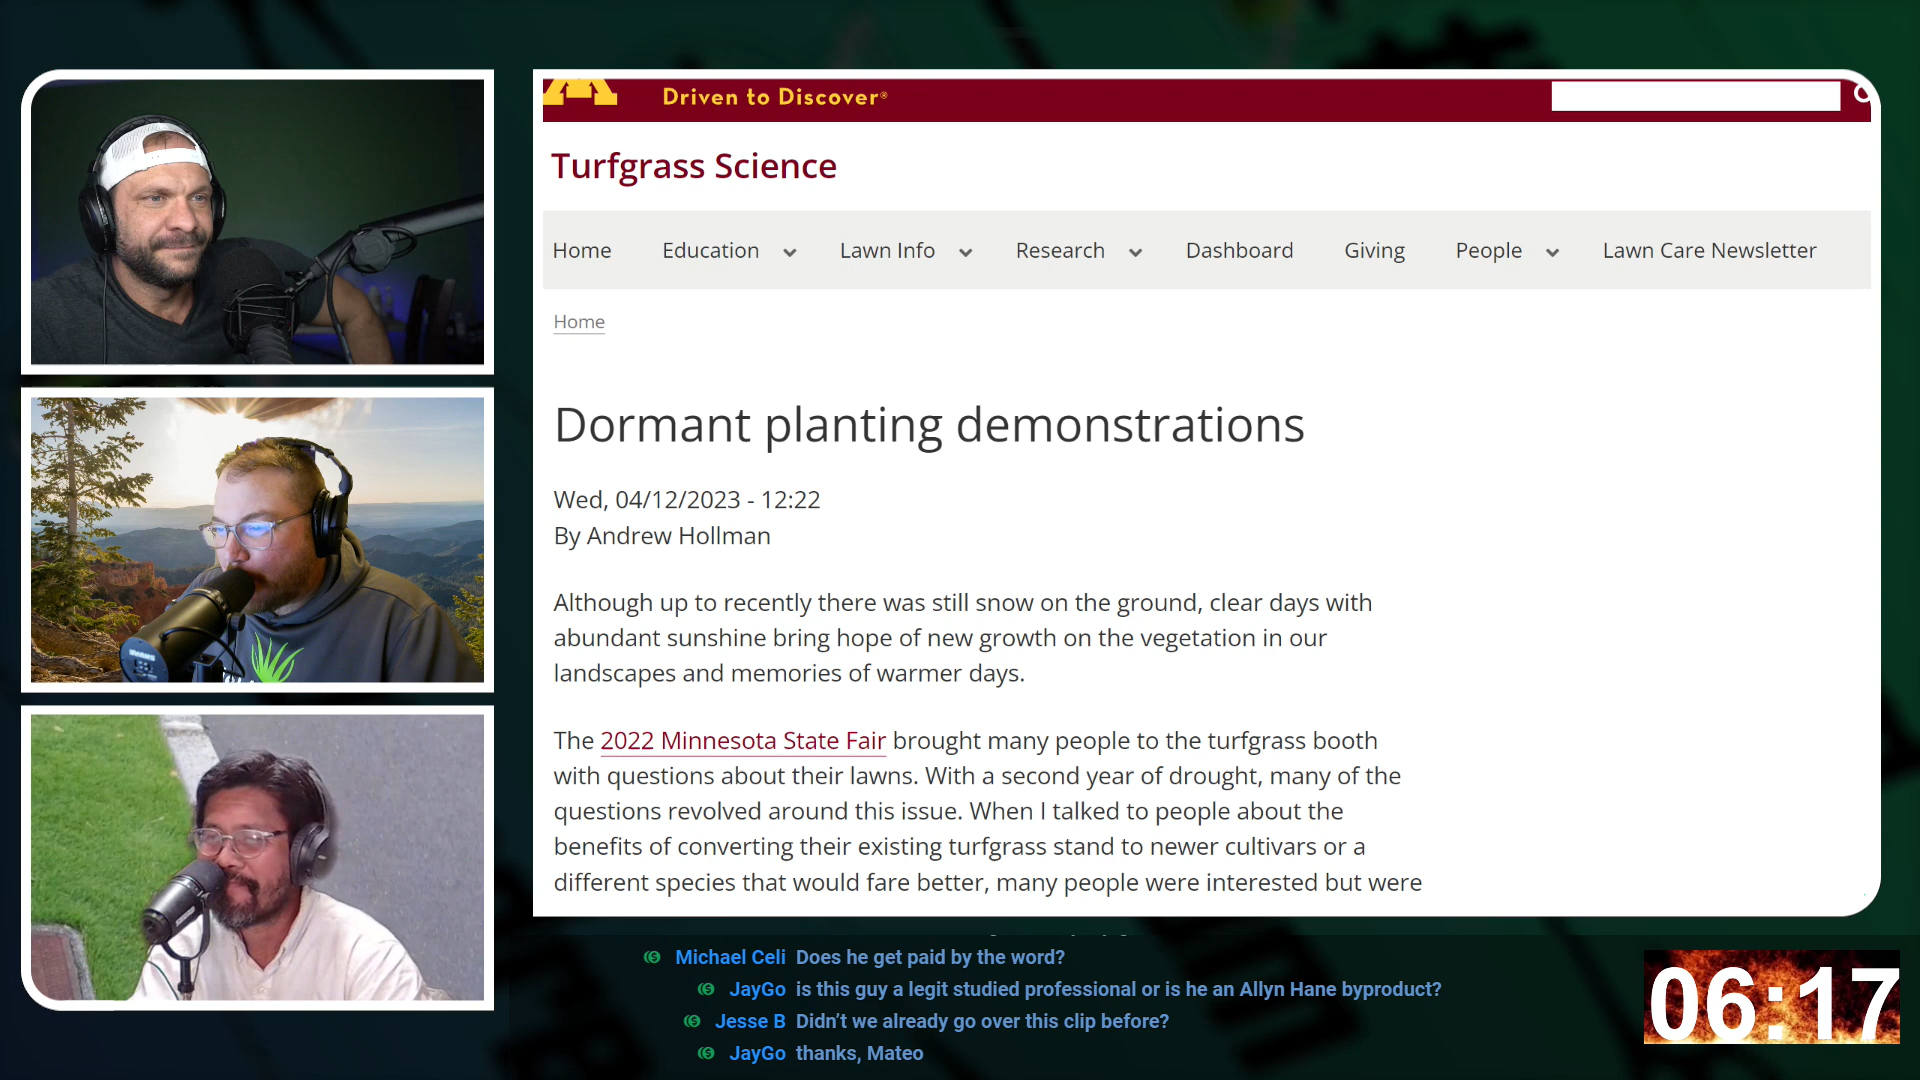 Driven to Discover®
Turfgrass Science
Home Education Lawn Info Research Dashboard Giving People Lawn Care Newsletter
Home
Dormant planting demonstrations
Wed, 04/12/2023 - 12:22
By Andrew Hollman
Although up to recently there was still snow on the ground, clear days with
abundant sunshine bring hope of new growth on the vegetation in our
landscapes and memories of warmer days.
The 2022 Minnesota State Fair brought many people to the turfgrass booth
with questions about their lawns. With a second year of drought, many of the
questions revolved around this issue. When I talked to people about the
benefits of converting their existing turfgrass stand to newer cultivars or a
different species that would fare better, many people were interested but were
Michael Celi Does he get paid by the word?
JayGo is this guy a legit studied professional or is he an Allyn Hane byproduct?
Jesse B Didn’t we already go over this clip before?
JayGo thanks, Mateo
06:17